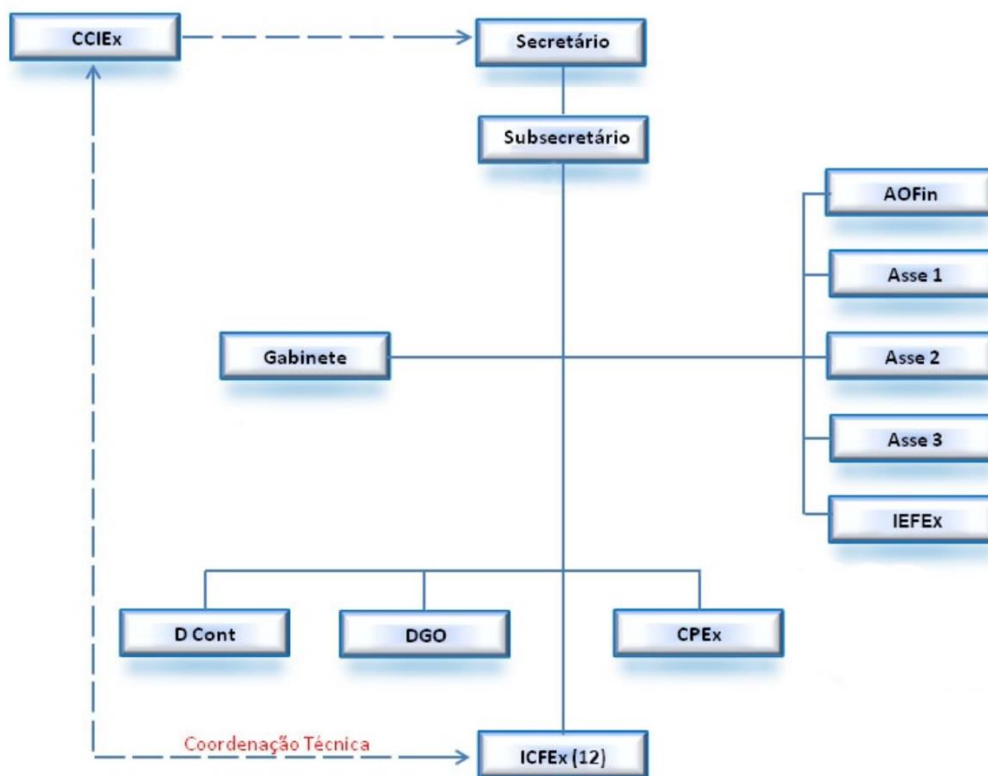 CCIEx
Secretário
Subsecretário
AOFin
Asse 1
Gabinete
Asse 2
Asse 3
IEFEx
D Cont
DGO
CPEx
Coordenação Técnica
ICFEx (12)